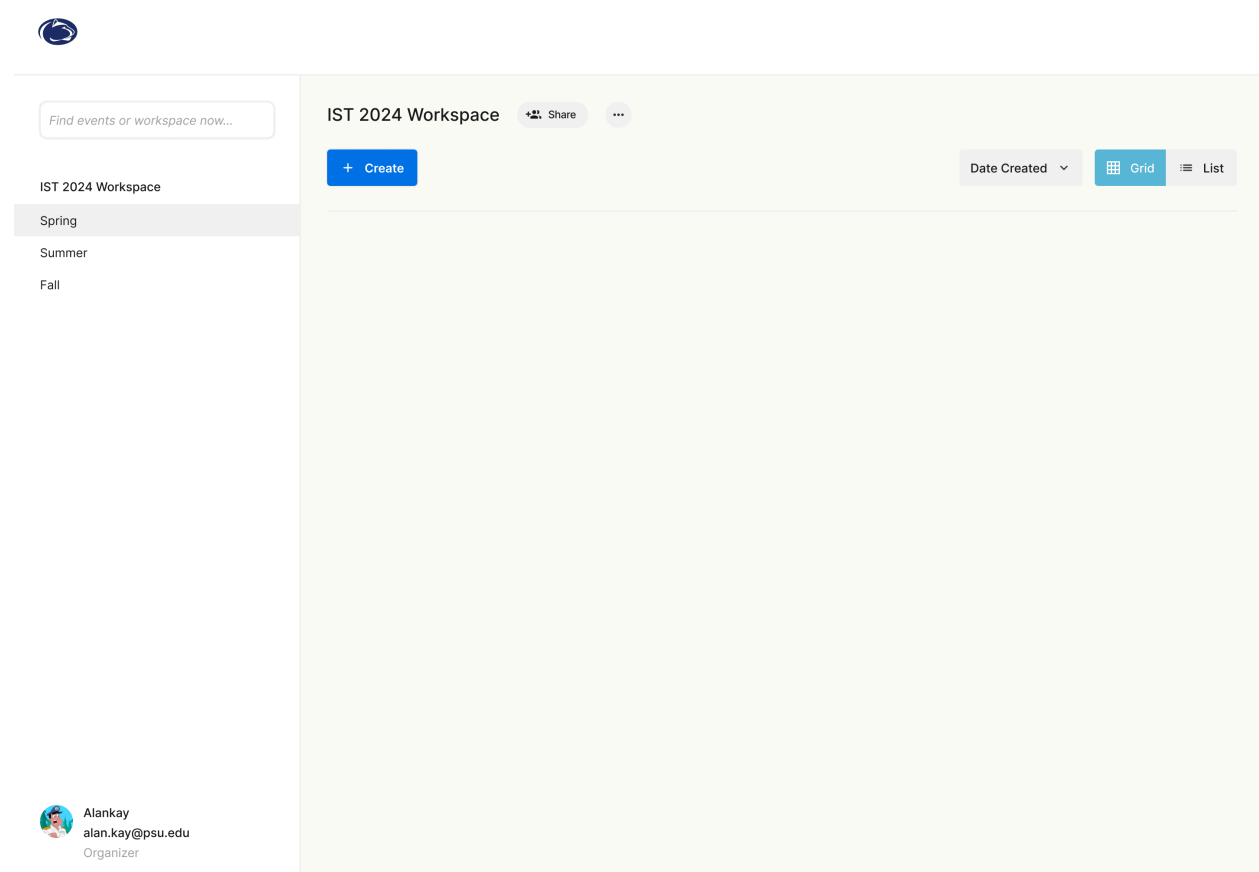 Find events or workspace now...
IST 2024 Workspace
Spring
Summer
Fall
Alankay
alan.kay@psu.edu
Organizer
IST 2024 Workspace
Share
Create
Date Created
Grid
List